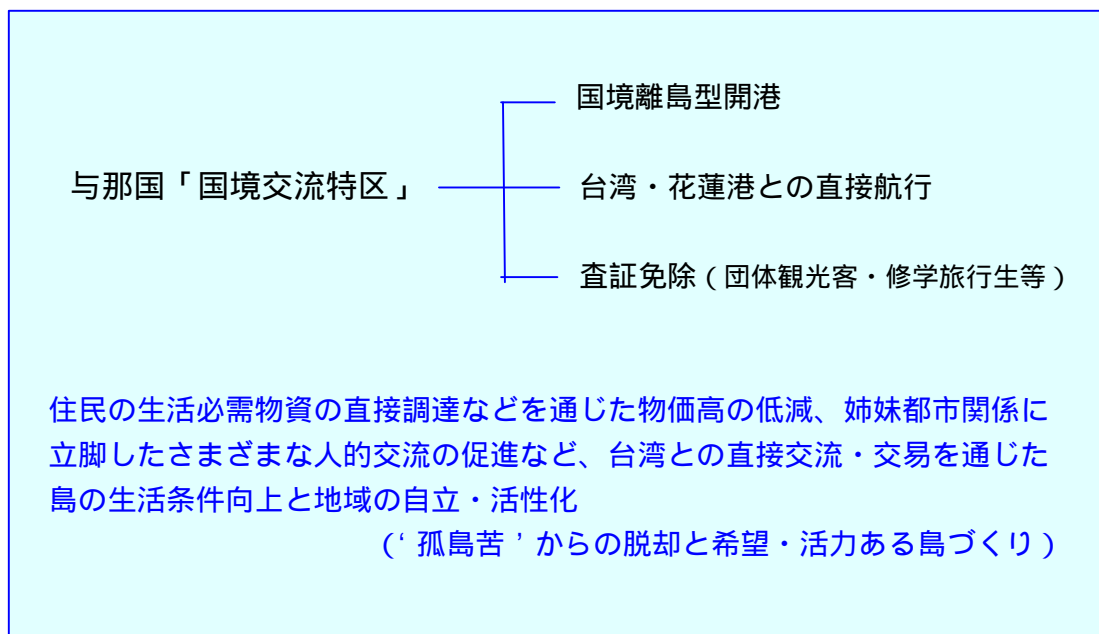 国境離島型開港
与那国「国境交流特区」
台湾・花蓮港との直接航行
査証免除（団体観光客・修学旅行生等）
住民の生活必需物資の直接調達などを通じた物価高の低減、姉妹都市関係に
立脚したさまざまな人的交流の促進など、台湾との直接交流・交易を通じた
島の生活条件向上と地域の自立・活性化
（‘孤島苦’からの脱却と希望・活力ある島づくり）